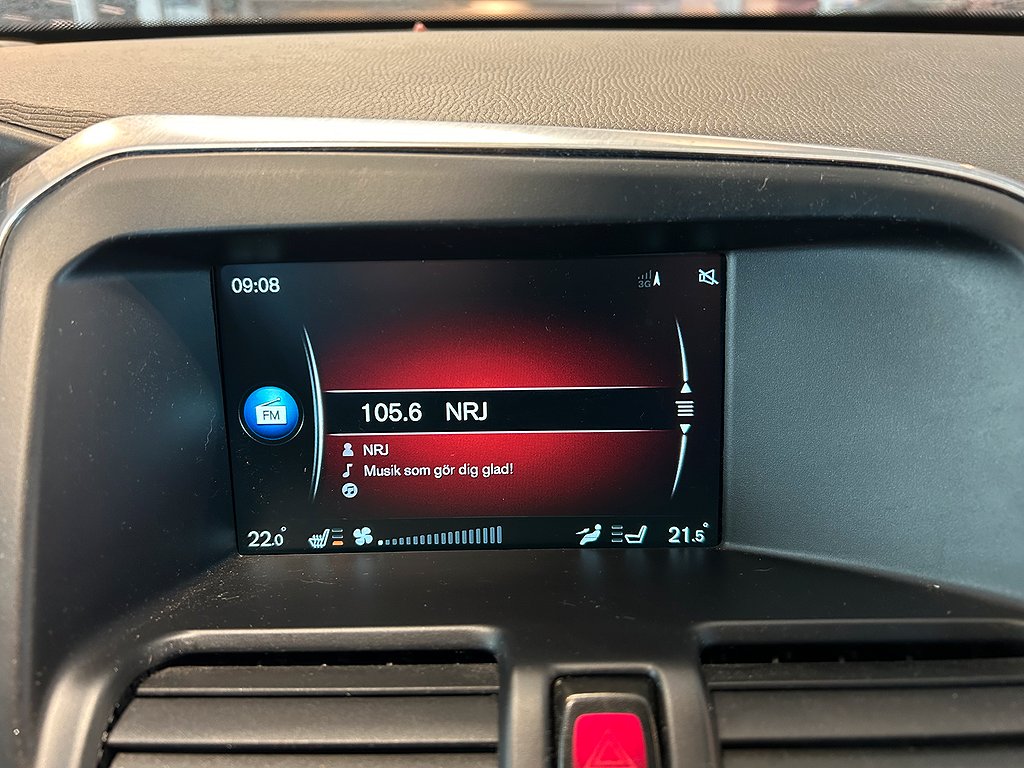 09:08 3G
FM
105.6 NRJ
NRJ
Musik som gör dig glad!
22.0° 21.5°